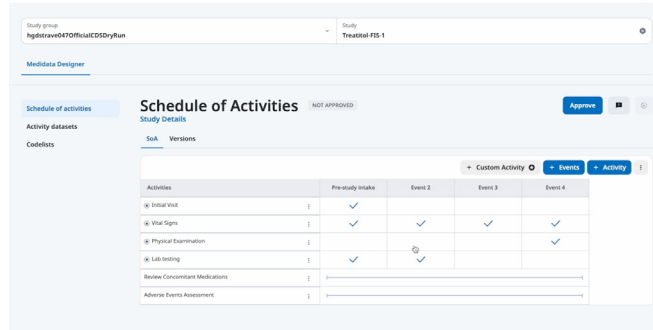 Study group
hgdstrave047OfficialCDSDryRun
Study
Treatitol-FIS-1
Medidata Designer
Schedule of activities
Activity datasets
Codelists
Schedule of Activities NOT APPROVED
Study Details
Approve
SoA Versions
+ Custom Activity
+ Events
+ Activity
Activities Pre-study intake Event 2 Event 3 Event 4
Initial Visit
Vital Signs
Physical Examination
Lab testing
Review Concomitant Medications
Adverse Events Assessment